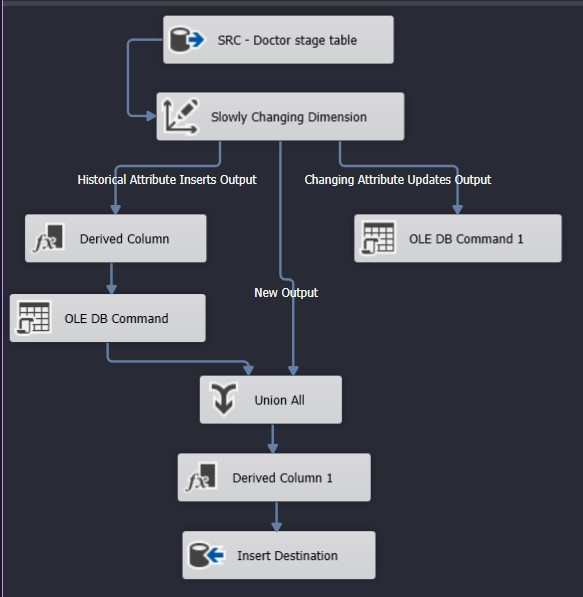 SRC - Doctor stage table
Slowly Changing Dimension
Historical Attribute Inserts Output
Changing Attribute Updates Output
Derived Column
OLE DB Command 1
New Output
OLE DB Command
Union All
Derived Column 1
Insert Destination